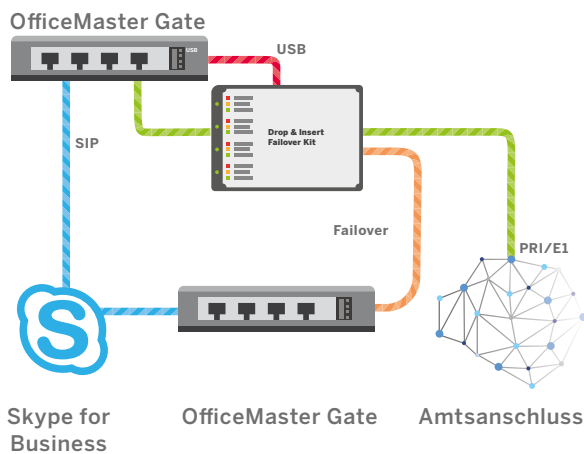 OfficeMaster Gate
USB
USB
SIP
Drop & Insert
Failover Kit
Failover
PRI/E1
S
Skype for
Business
OfficeMaster Gate
Amtsanschluss